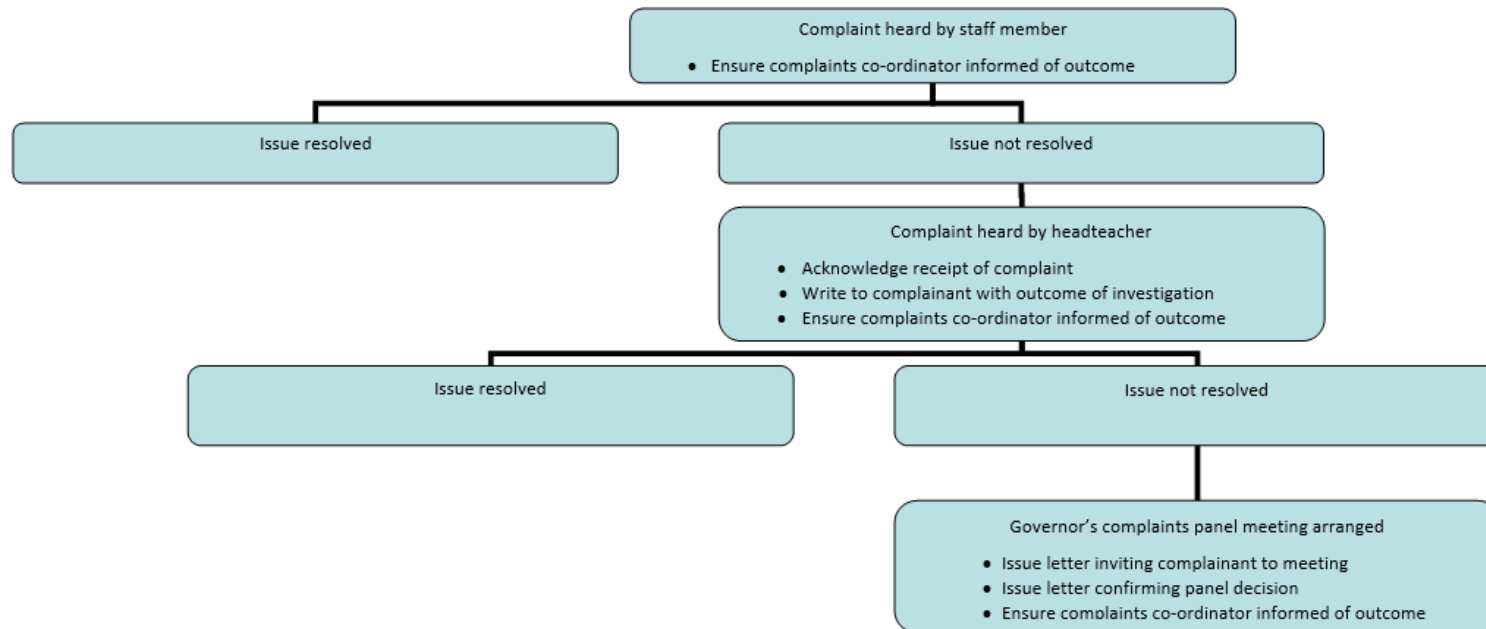 Complaint heard by staff member
• Ensure complaints co-ordinator informed of outcome
Issue resolved
Issue not resolved
Complaint heard by headteacher
• Acknowledge receipt of complaint
• Write to complainant with outcome of investigation
• Ensure complaints co-ordinator informed of outcome
Issue resolved
Issue not resolved
Governor’s complaints panel meeting arranged
• Issue letter inviting complainant to meeting
• Issue letter confirming panel decision
• Ensure complaints co-ordinator informed of outcome